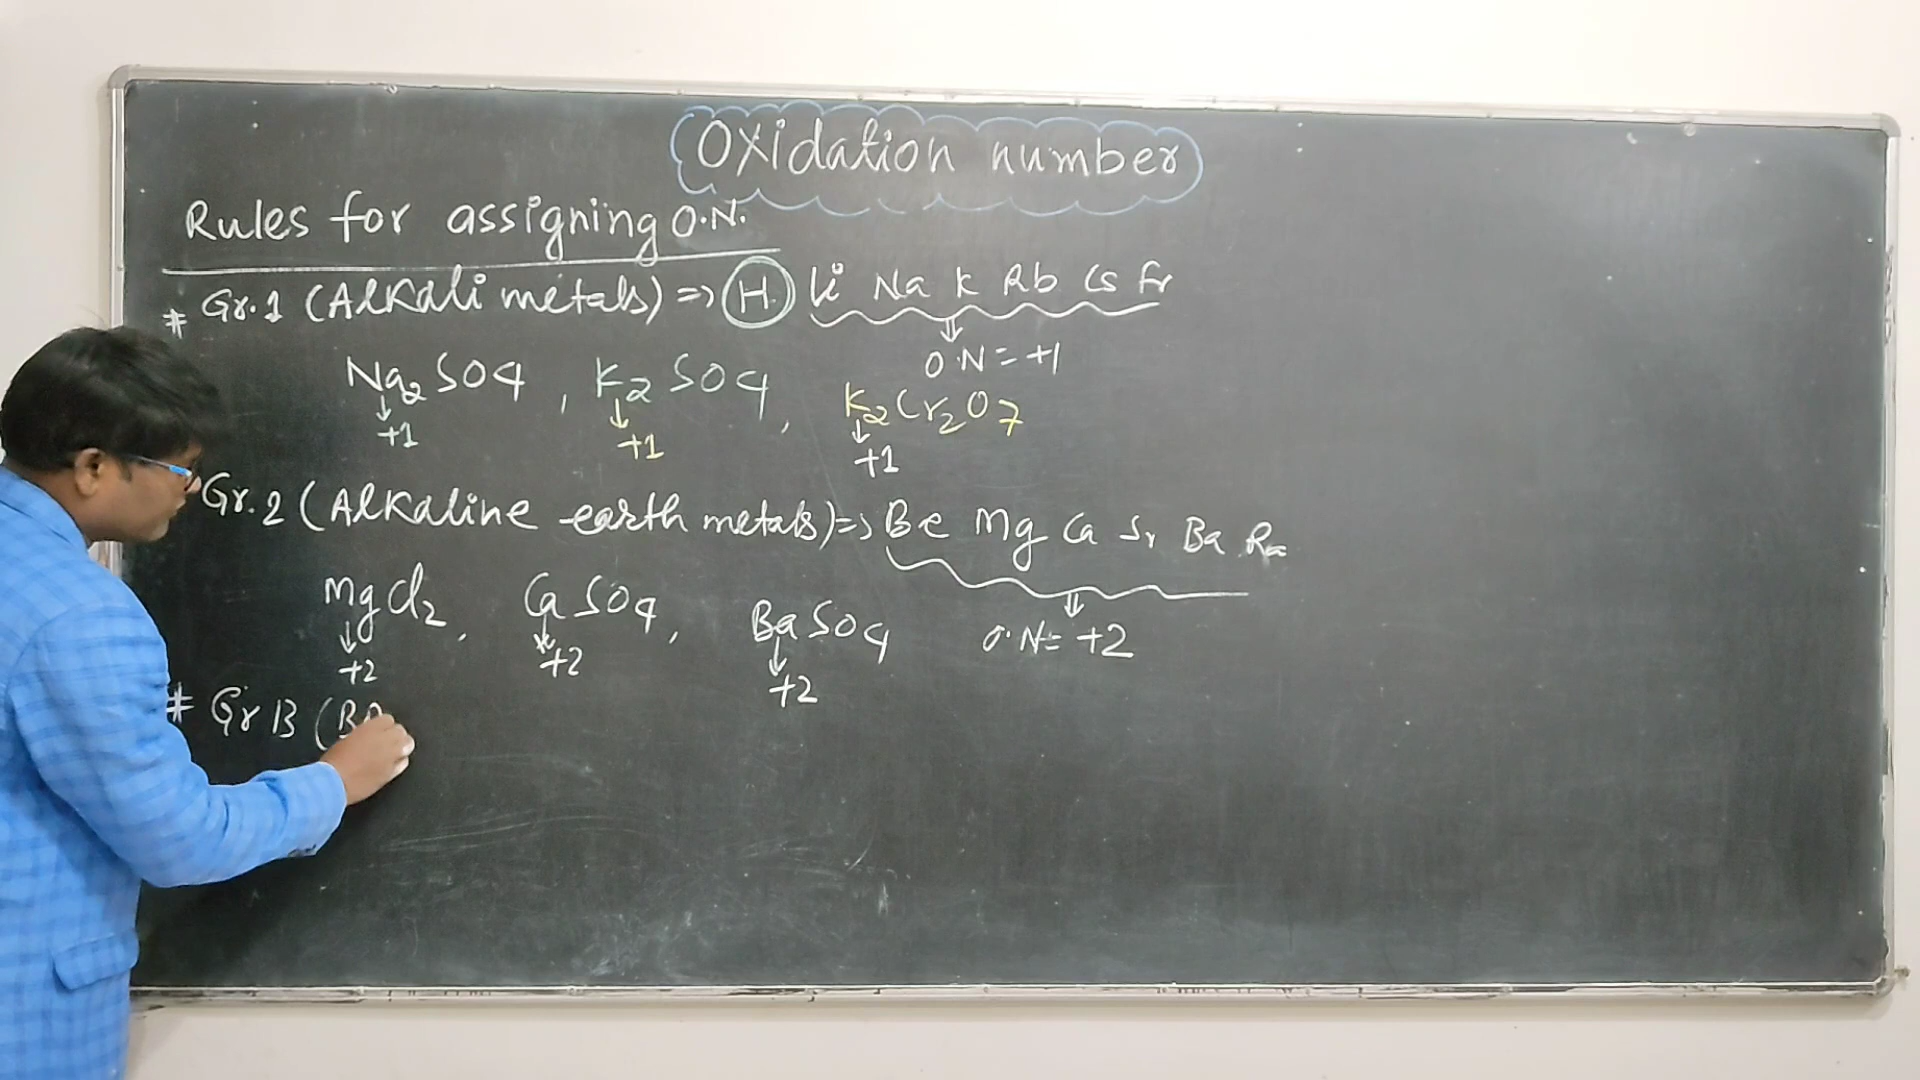 Oxidation number
Rules for assigning O.N.
# Gr.1 (Alkali metals) => H Li Na K Rb Cs Fr
O.N = +1
Na2SO4, K2SO4, K2Cr2O7
+1 +1 +1
Gr.2 (Alkaline earth metals) => Be Mg Ca Sr Ba Ra
MgCl2, CaSO4, BaSO4 O.N = +2
+2 +2 +2
# Gr 13 (Bo